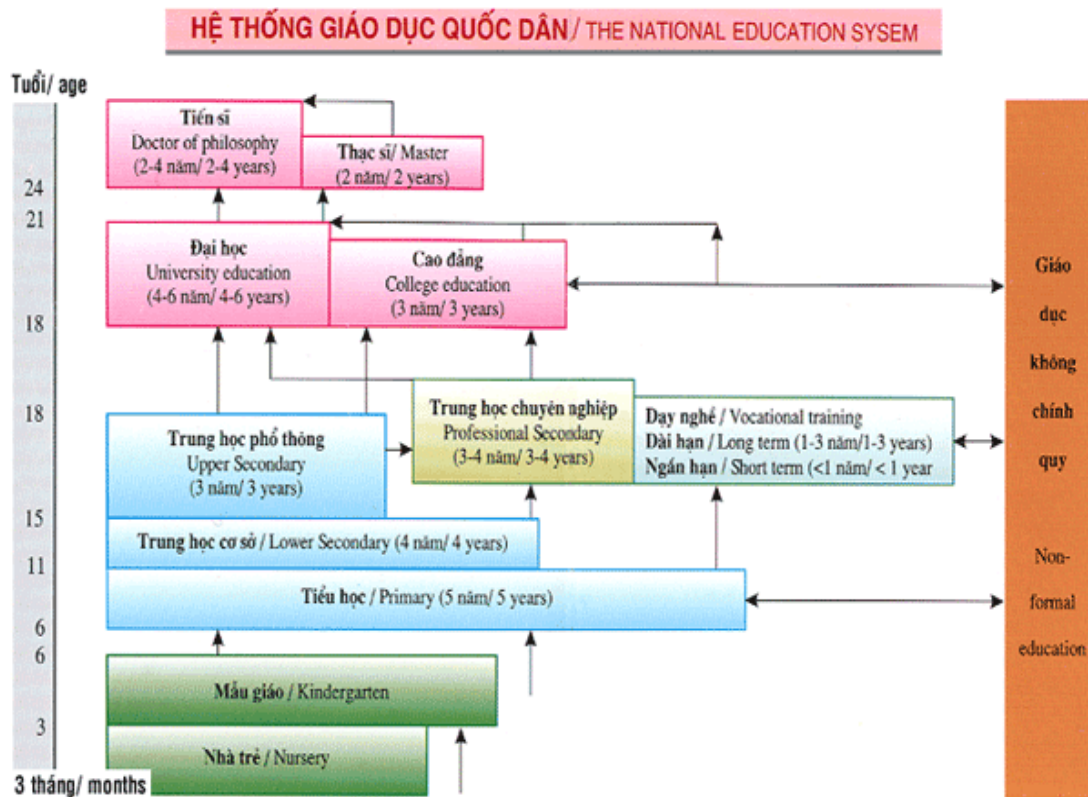 HỆ THỐNG GIÁO DỤC QUỐC DÂN / THE NATIONAL EDUCATION SYSEM
Tuổi/ age
Tiến sĩ
Doctor of philosophy
(2-4 năm/ 2-4 years)
Thạc sĩ/ Master
(2 năm/ 2 years)
24
21
Đại học
University education
(4-6 năm/ 4-6 years)
Cao đẳng
College education
(3 năm/ 3 years)
18
18
Trung học phổ thông
Upper Secondary
(3 năm/ 3 years)
Trung học chuyên nghiệp
Professional Secondary
(3-4 năm/ 3-4 years)
Dạy nghề / Vocational training
Dài hạn / Long term (1-3 năm/1-3 years)
Ngắn hạn / Short term (<1 năm/ < 1 year
15
Trung học cơ sở / Lower Secondary (4 năm/ 4 years)
11
Tiểu học / Primary (5 năm/ 5 years)
6
6
Mẫu giáo / Kindergarten
3
Nhà trẻ / Nursery
3 tháng/ months
Giáo
dục
không
chính
quy
Non-
formal
education